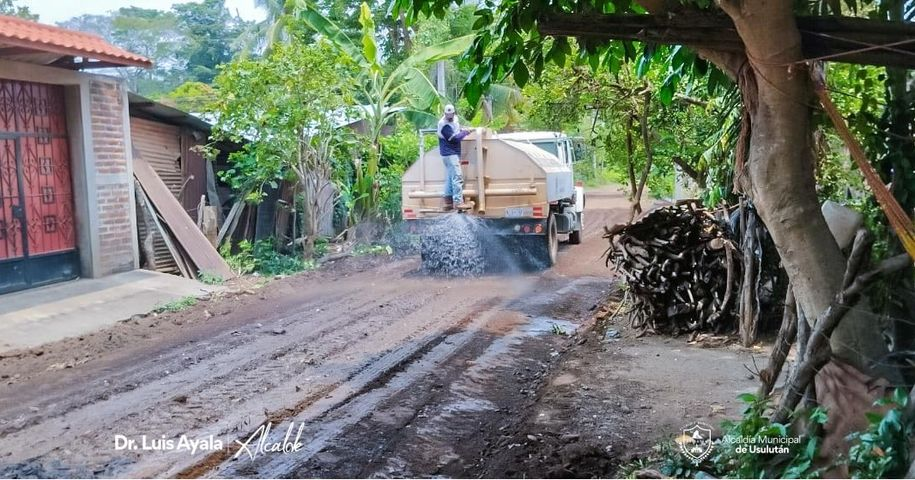 Dr. Luis Ayala | Alcalde
Alcaldía Municipal
de Usulután